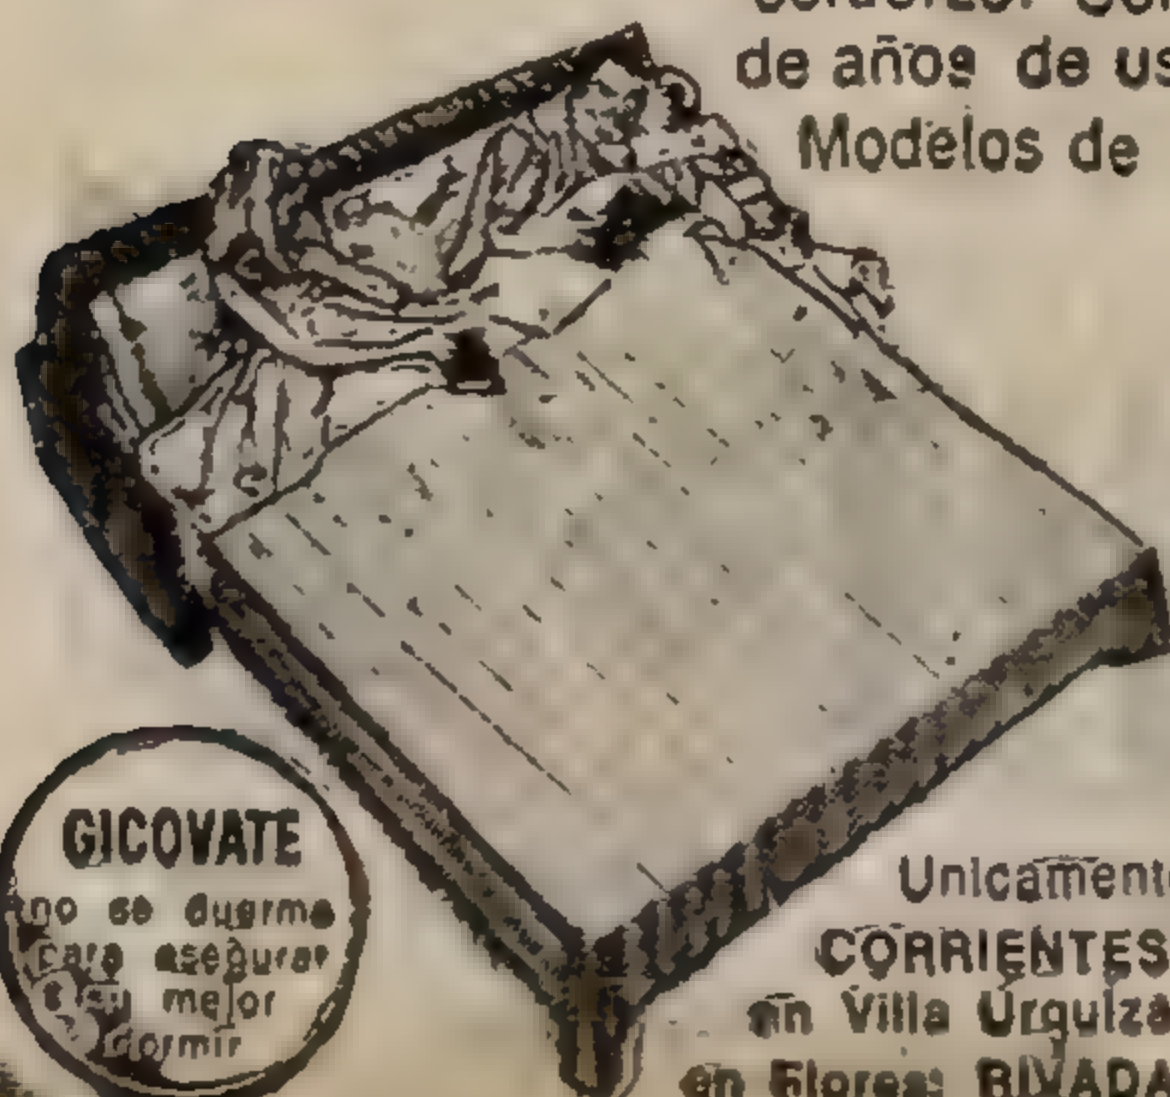 de años de us
Modelos de
GICOVATE
no se duerme
para asegurar
su mejor
dormir
Unicament
CORRIENTES
en Villa Urquiza
en Flores: RIVADA